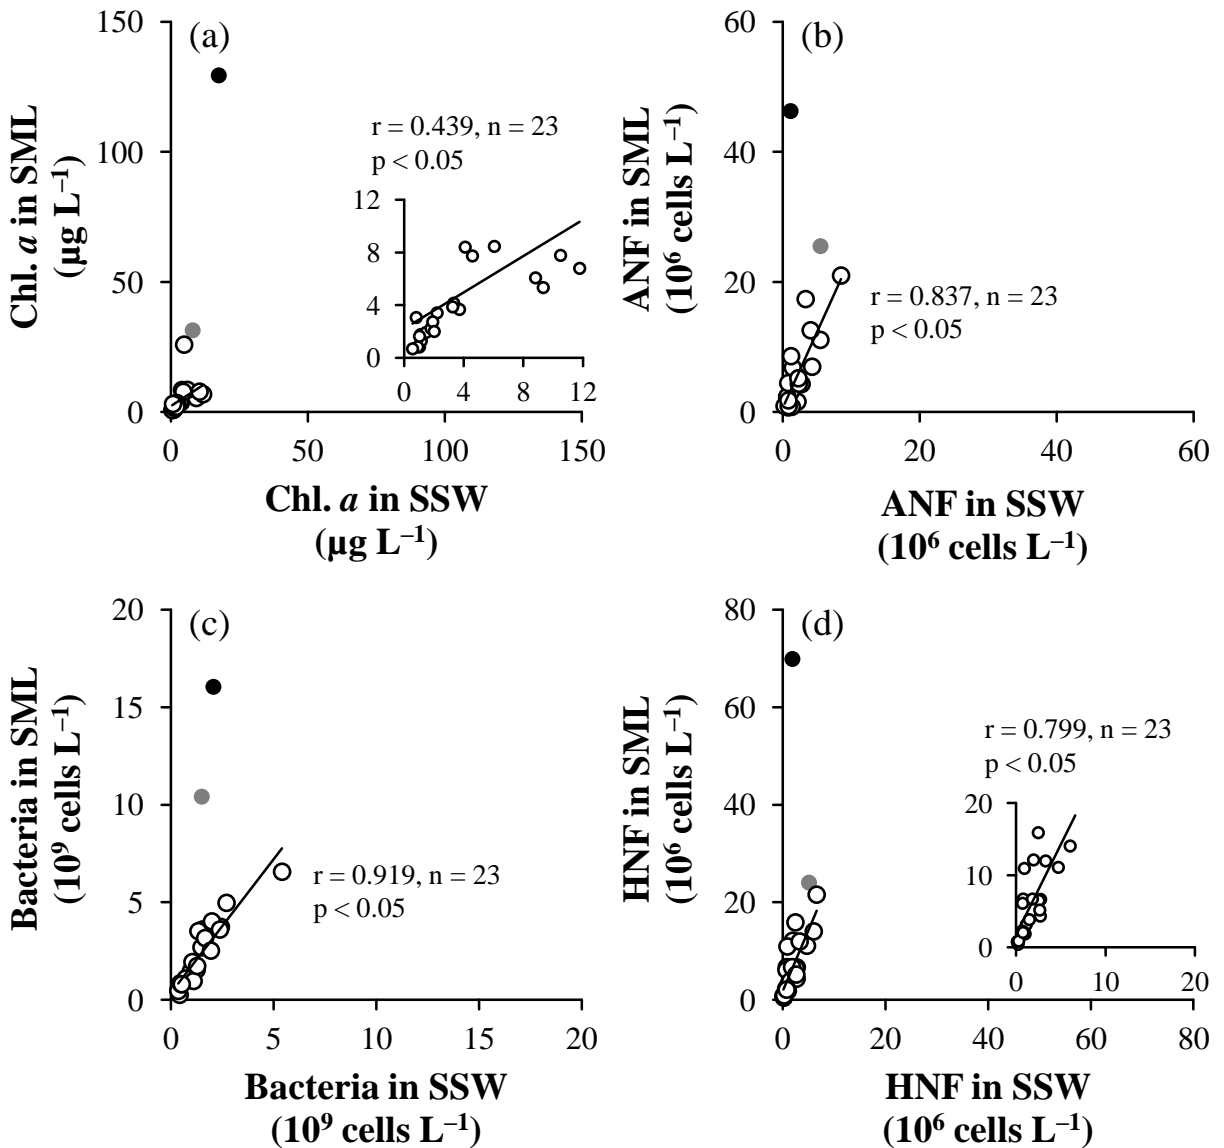 (a)
Chl. a in SML
(µg L⁻¹)
150
100
50
0
r = 0.439, n = 23
p < 0.05
12
8
4
0
0 4 8 12
0 50 100 150
Chl. a in SSW
(µg L⁻¹)
(b)
ANF in SML
(10⁶ cells L⁻¹)
60
40
20
0
r = 0.837, n = 23
p < 0.05
0 20 40 60
ANF in SSW
(10⁶ cells L⁻¹)
(c)
Bacteria in SML
(10⁹ cells L⁻¹)
20
15
10
5
0
r = 0.919, n = 23
p < 0.05
0 5 10 15 20
Bacteria in SSW
(10⁹ cells L⁻¹)
(d)
HNF in SML
(10⁶ cells L⁻¹)
80
60
40
20
0
r = 0.799, n = 23
p < 0.05
20
10
0
0 10 20
0 20 40 60 80
HNF in SSW
(10⁶ cells L⁻¹)